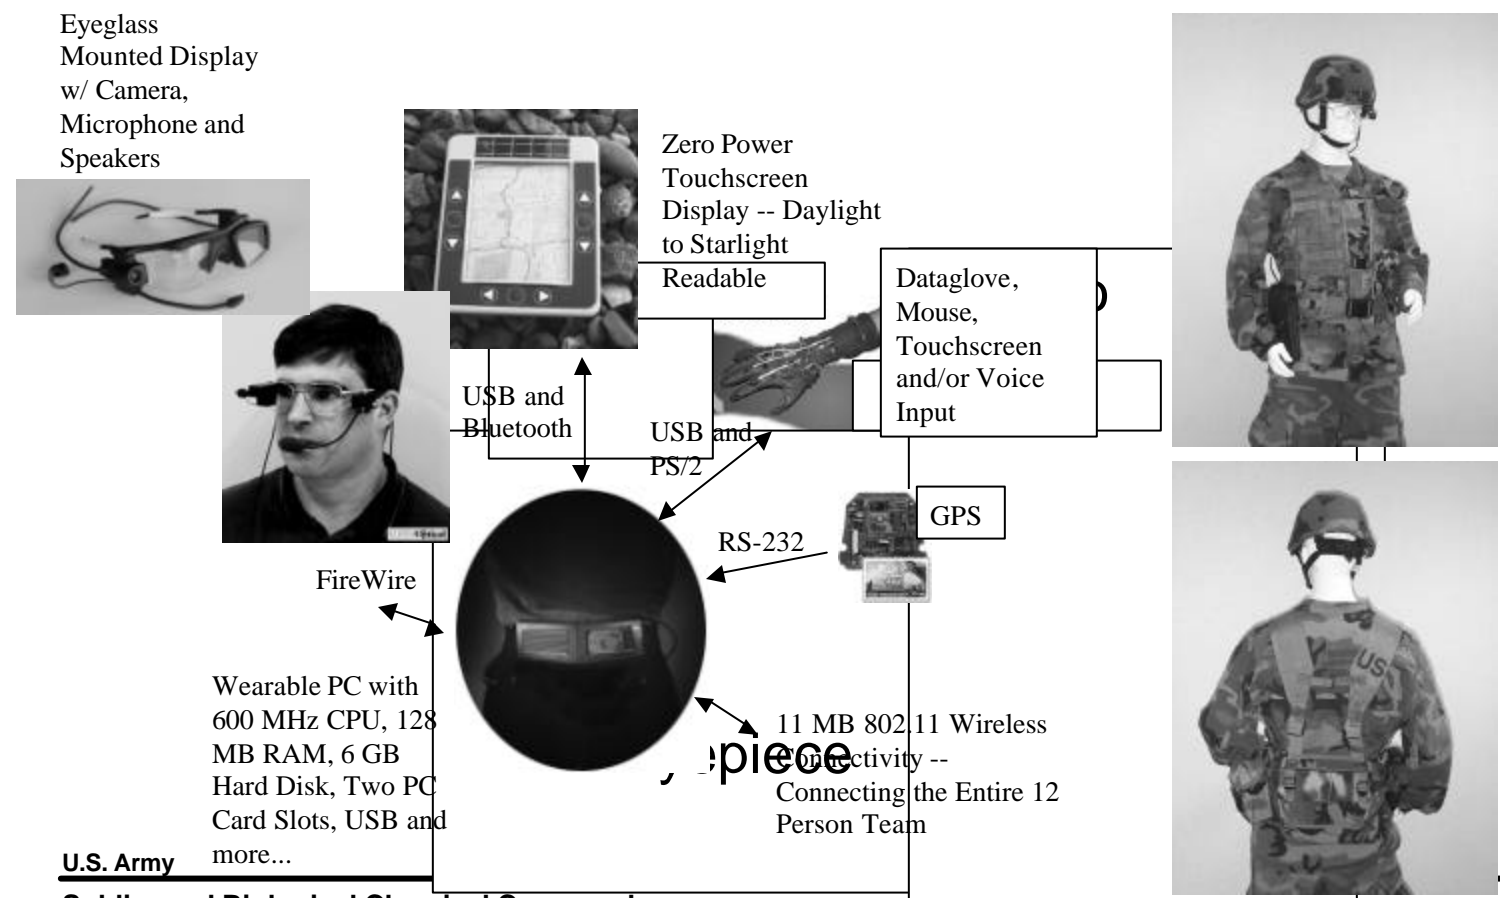 Eyeglass
Mounted Display
w/ Camera,
Microphone and
Speakers
Zero Power
Touchscreen
Display -- Daylight
to Starlight
Readable
Dataglove,
Mouse,
Touchscreen
and/or Voice
Input
USB and
Bluetooth
USB and
PS/2
GPS
RS-232
FireWire
Wearable PC with
600 MHz CPU, 128
MB RAM, 6 GB
Hard Disk, Two PC
Card Slots, USB and
more...
11 MB 802.11 Wireless
Connectivity --
Connecting the Entire 12
Person Team
epiece
US
U.S. Army